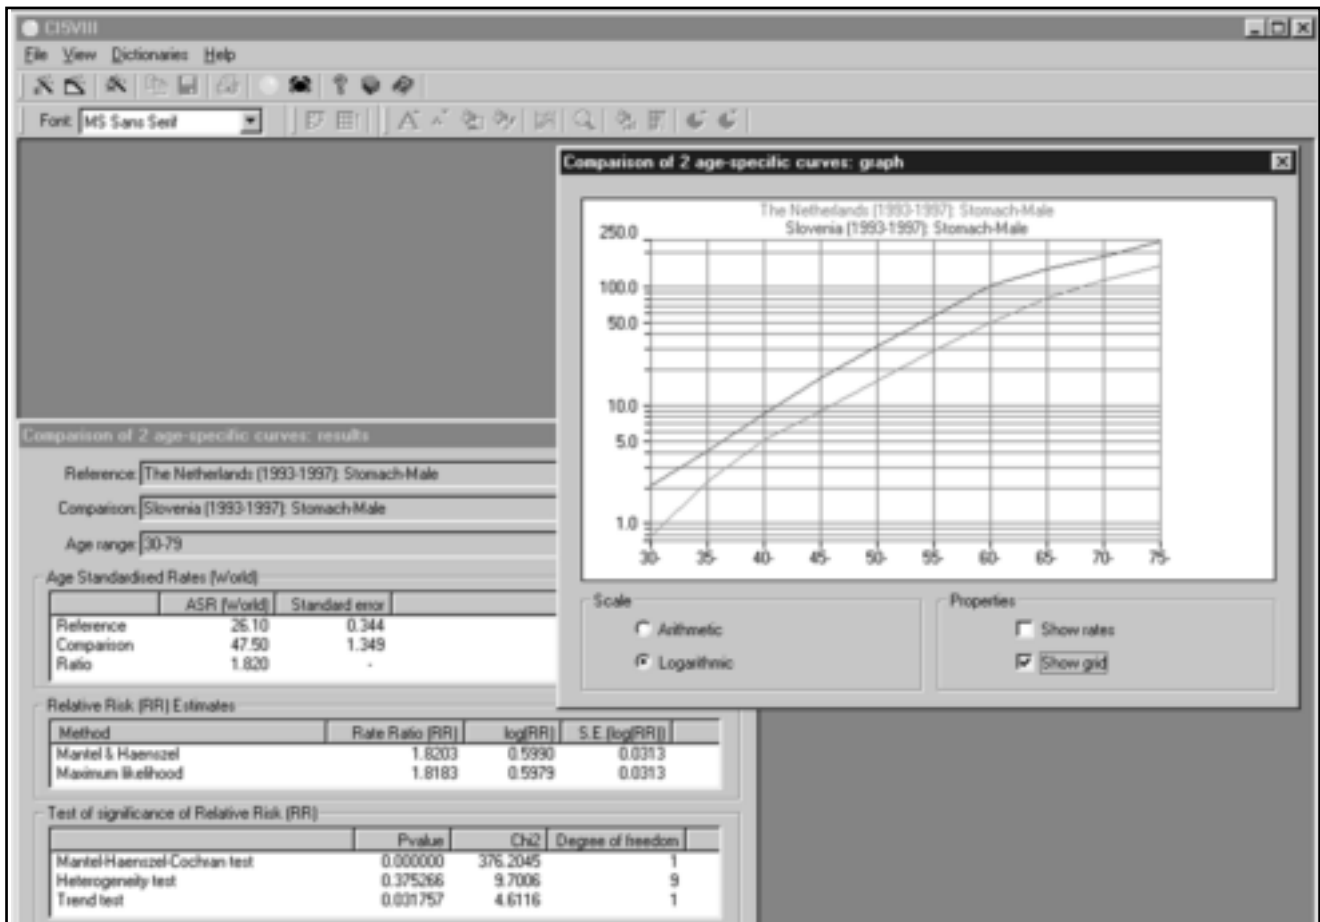 CI5VIII
File View Dictionaries Help
Font: MS Sans Serif
Comparison of 2 age-specific curves: graph
The Netherlands (1993-1997): Stomach-Male
Slovenia (1993-1997): Stomach-Male
250.0
100.0
50.0
10.0
5.0
1.0
30- 35- 40- 45- 50- 55- 60- 65- 70- 75-
Scale
Arithmetic
Logarithmic
Properties
Show rates
Show grid
Comparison of 2 age-specific curves: results
Reference: The Netherlands (1993-1997): Stomach-Male
Comparison: Slovenia (1993-1997): Stomach-Male
Age range: 30-79
Age Standardised Rates (World)
ASR (World) Standard error
Reference 26.10 0.344
Comparison 47.50 1.349
Ratio 1.820 -
Relative Risk (RR) Estimates
Method Rate Ratio (RR) log(RR) S.E.(log(RR))
Mantel & Haenszel 1.8203 0.5990 0.0313
Maximum likelihood 1.8183 0.5979 0.0313
Test of significance of Relative Risk (RR)
Pvalue Chi2 Degree of freedom
Mantel-Haenszel-Cochran test 0.000000 376.2045 1
Heterogeneity test 0.375266 9.7006 9
Trend test 0.031757 4.6116 1